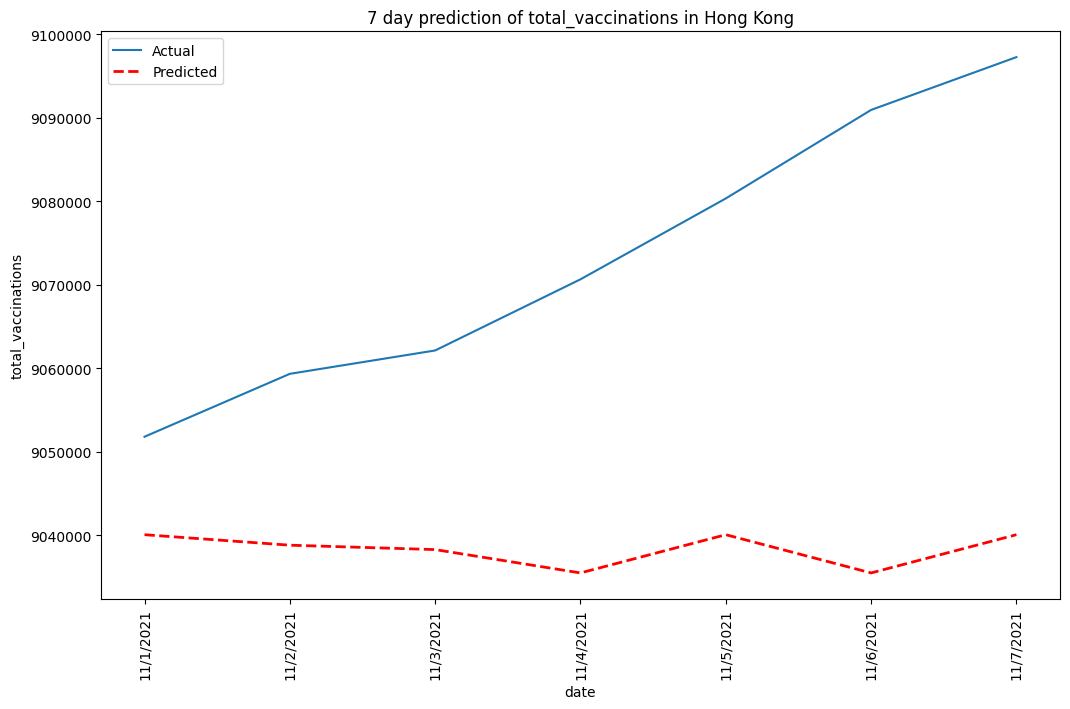 7 day prediction of total_vaccinations in Hong Kong
Actual
Predicted
9100000
9090000
9080000
9070000
9060000
9050000
9040000
total_vaccinations
11/1/2021
11/2/2021
11/3/2021
11/4/2021
11/5/2021
11/6/2021
11/7/2021
date